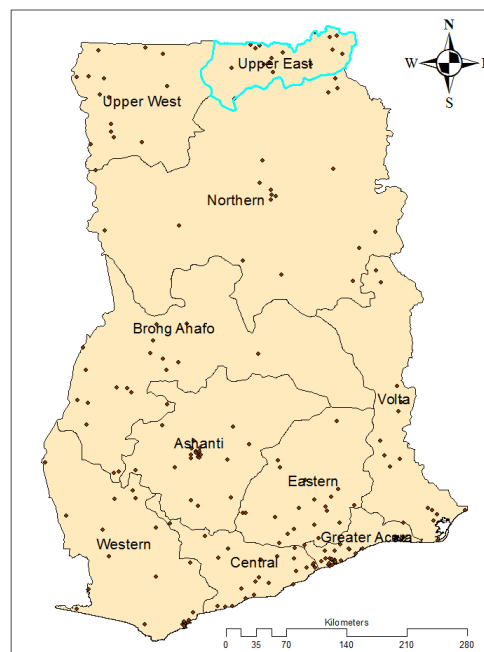 N
W E
S
Upper East
Upper West
Northern
Brong Ahafo
Volta
Ashanti
Eastern
Greater Accra
Western
Central
Kilometers
0 35 70 140 210 280